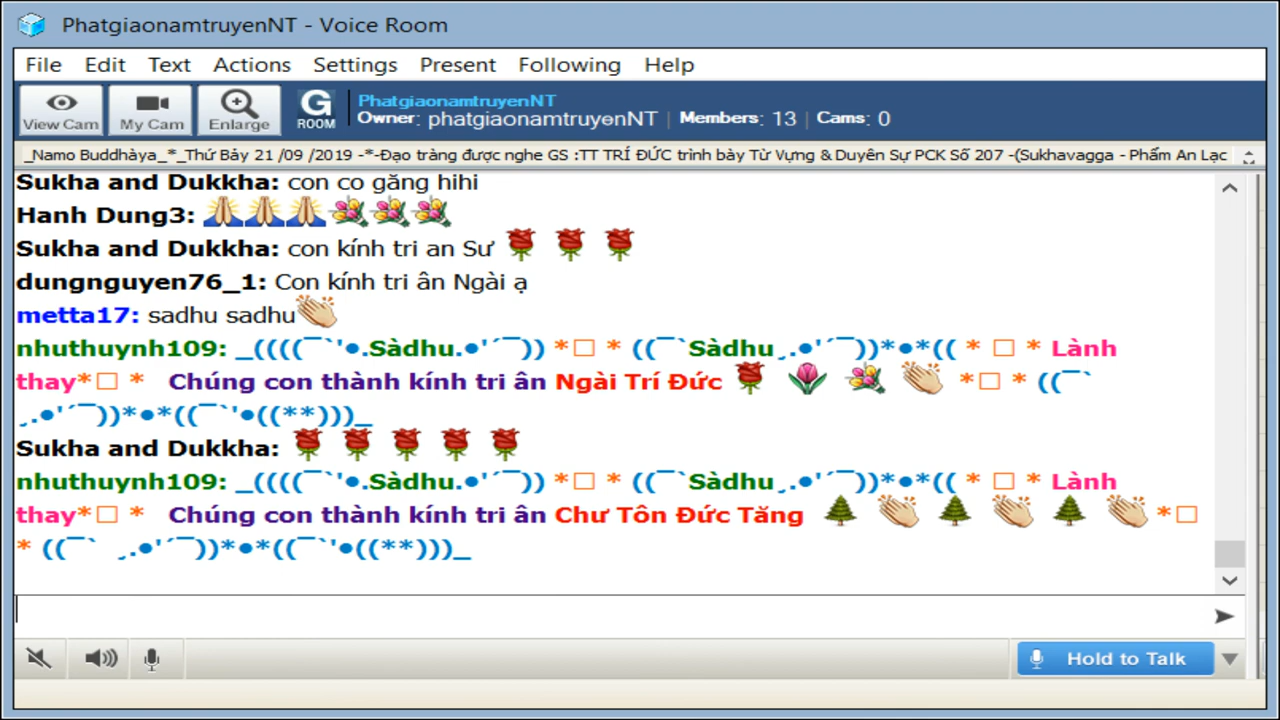 PhatgiaonamtruyenNT - Voice Room
File Edit Text Actions Settings Present Following Help
View Cam My Cam Enlarge G ROOM PhatgiaonamtruyenNT
Owner: phatgiaonamtruyenNT | Members: 13 | Cams: 0
_Namo Buddhàya_*_Thứ Bảy 21 /09 /2019 -*-Đạo tràng được nghe GS :TT TRÍ ĐỨC trình bày Từ Vựng & Duyên Sự PCK Số 207 -(Sukhavagga - Phẩm An Lạc
Sukha and Dukkha: con co găng hihi
Hanh Dung3: 🙏🙏🙏💐💐💐
Sukha and Dukkha: con kính tri an Sư 🌹 🌹 🌹
dungnguyen76_1: Con kính tri ân Ngài ạ
metta17: sadhu sadhu👏
nhuthuynh109: _((((¯`'●.Sàdhu.●'´¯)) *□ * ((¯`Sàdhu¸.●'´¯))*●*(( * □ * Lành
thay*□ * Chúng con thành kính tri ân Ngài Trí Đức 🌹 🌷 💐 👏 *□ * ((¯`
¸.●'´¯))*●*((¯`'●((**)))_
Sukha and Dukkha: 🌹 🌹 🌹 🌹 🌹
nhuthuynh109: _((((¯`'●.Sàdhu.●'´¯)) *□ * ((¯`Sàdhu¸.●'´¯))*●*(( * □ * Lành
thay*□ * Chúng con thành kính tri ân Chư Tôn Đức Tăng 🌲 👏 🌲 👏 🌲 👏 *□
* ((¯` ¸.●'´¯))*●*((¯`'●((**)))_
Hold to Talk